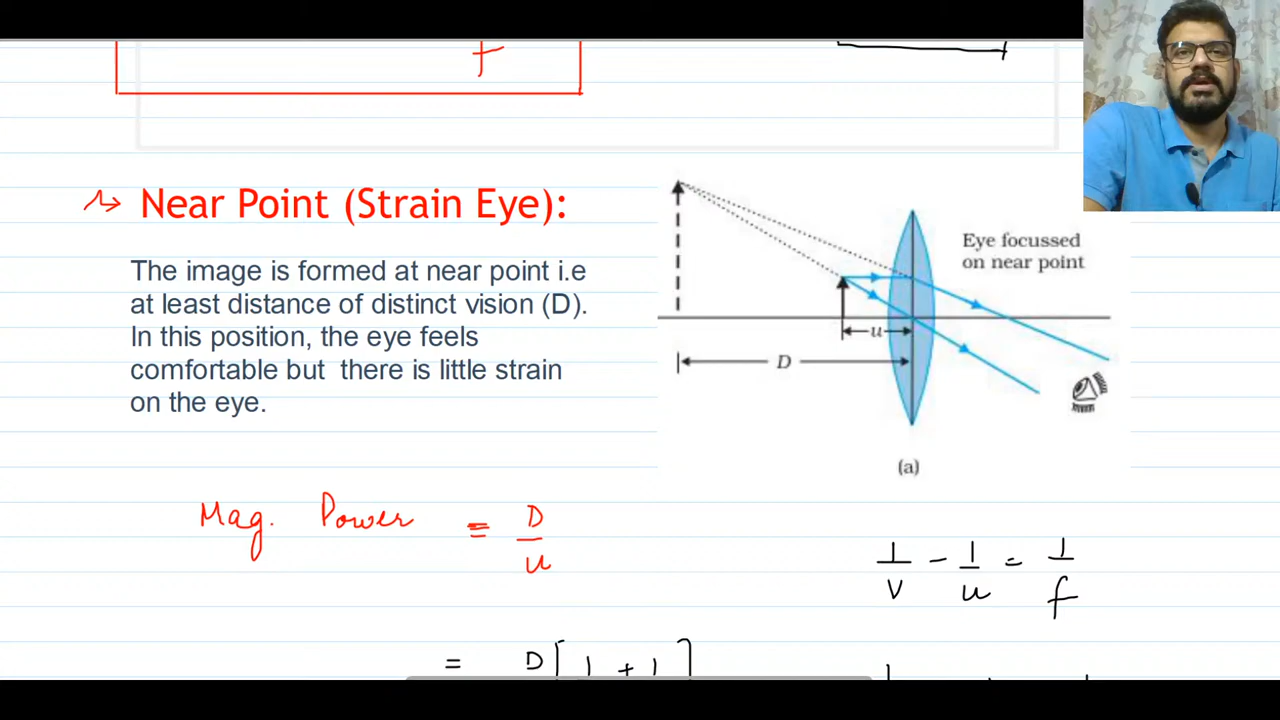 f
Near Point (Strain Eye):
The image is formed at near point i.e
at least distance of distinct vision (D).
In this position, the eye feels
comfortable but there is little strain
on the eye.
Eye focussed
on near point
u
D
(a)
Mag. Power = D/u
1/v - 1/u = 1/f
= D[1 + 1]